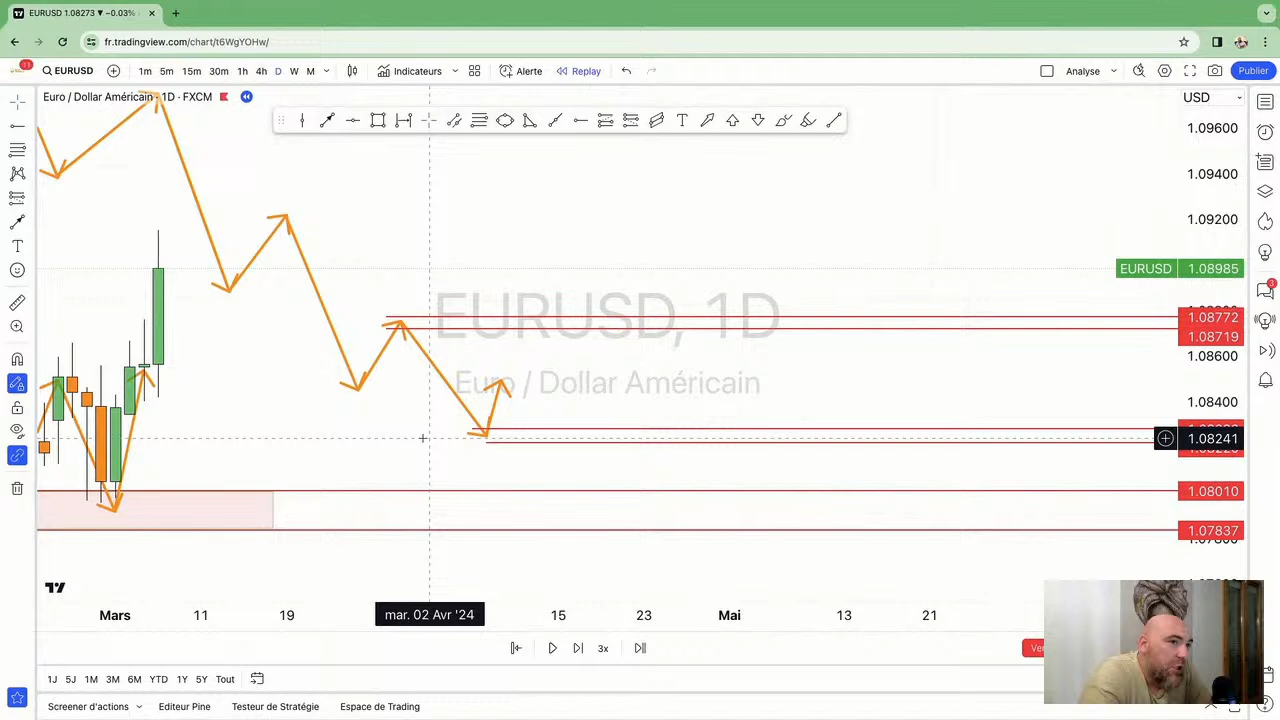 EURUSD 1.08273 ▼ −0.03%
fr.tradingview.com/chart/t6WgYOHw/
11
EURUSD
1m 5m 15m 30m 1h 4h D W M
Indicateurs
Alerte
Replay
Analyse
Publier
Euro / Dollar Américain · 1D · FXCM
USD
1.09600
1.09400
1.09200
EURUSD 1.08985
1.08772
1.08719
1.08600
1.08400
1.08241
1.08010
1.07837
EURUSD, 1D
Euro / Dollar Américain
3
Mars 11 19 mar. 02 Avr '24 15 23 Mai 13 21
3x
1J 5J 1M 3M 6M YTD 1Y 5Y Tout
Screener d'actions Editeur Pine Testeur de Stratégie Espace de Trading